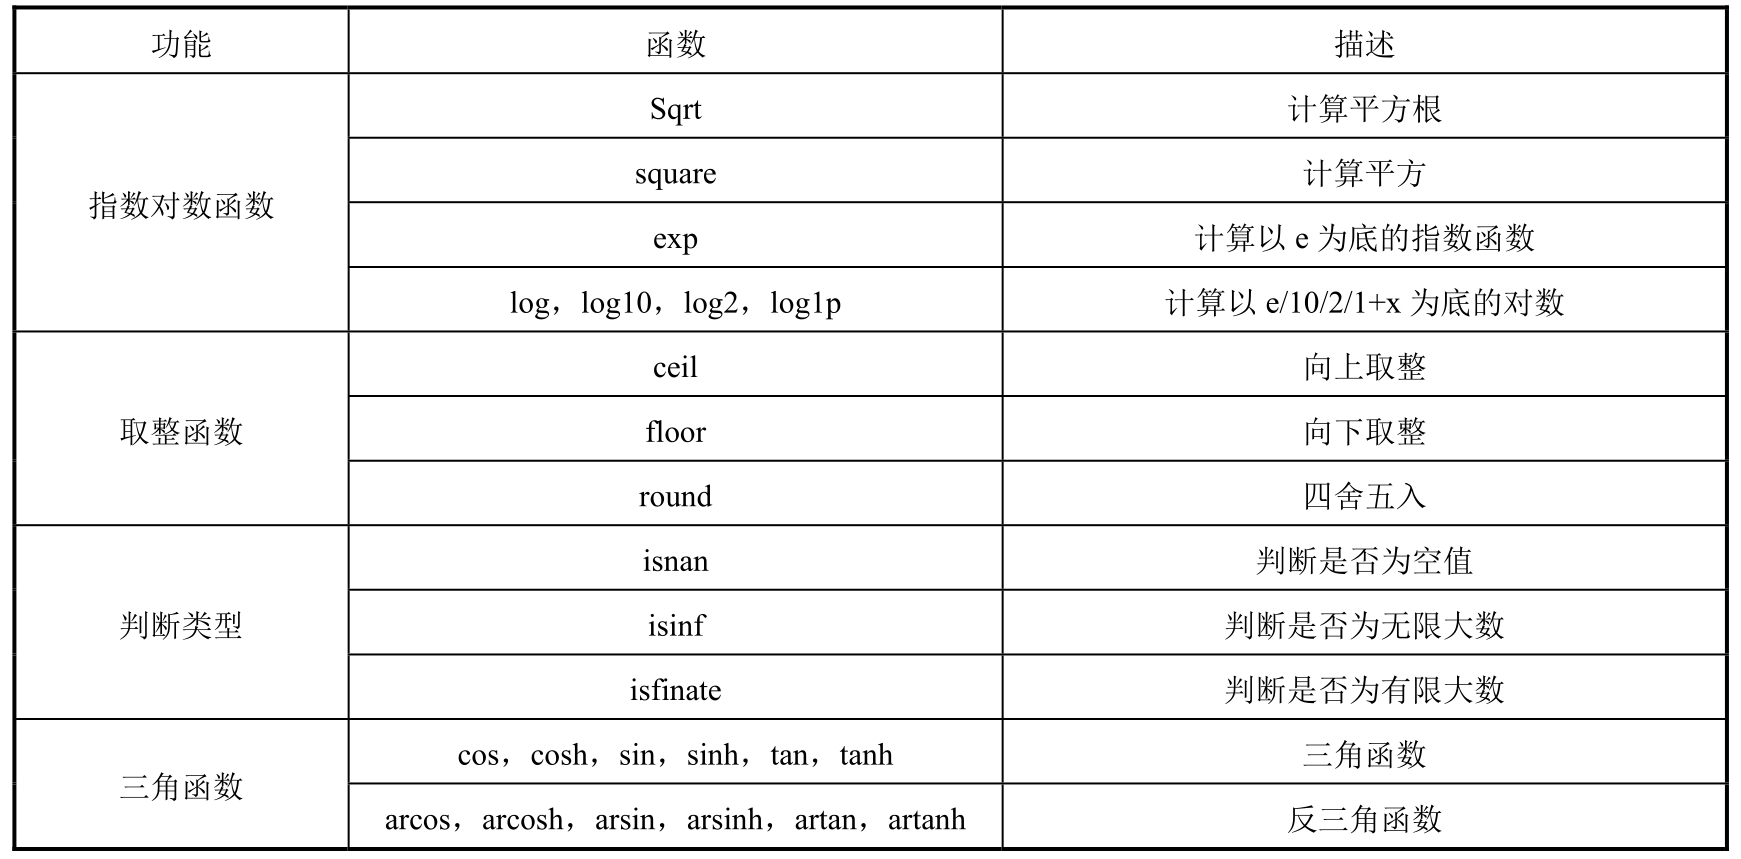 功能 函数 描述
指数对数函数
Sqrt 计算平方根
square 计算平方
exp 计算以 e 为底的指数函数
log，log10，log2，log1p 计算以 e/10/2/1+x 为底的对数
取整函数
ceil 向上取整
floor 向下取整
round 四舍五入
判断类型
isnan 判断是否为空值
isinf 判断是否为无限大数
isfinate 判断是否为有限大数
三角函数
cos，cosh，sin，sinh，tan，tanh 三角函数
arcos，arcosh，arsin，arsinh，artan，artanh 反三角函数